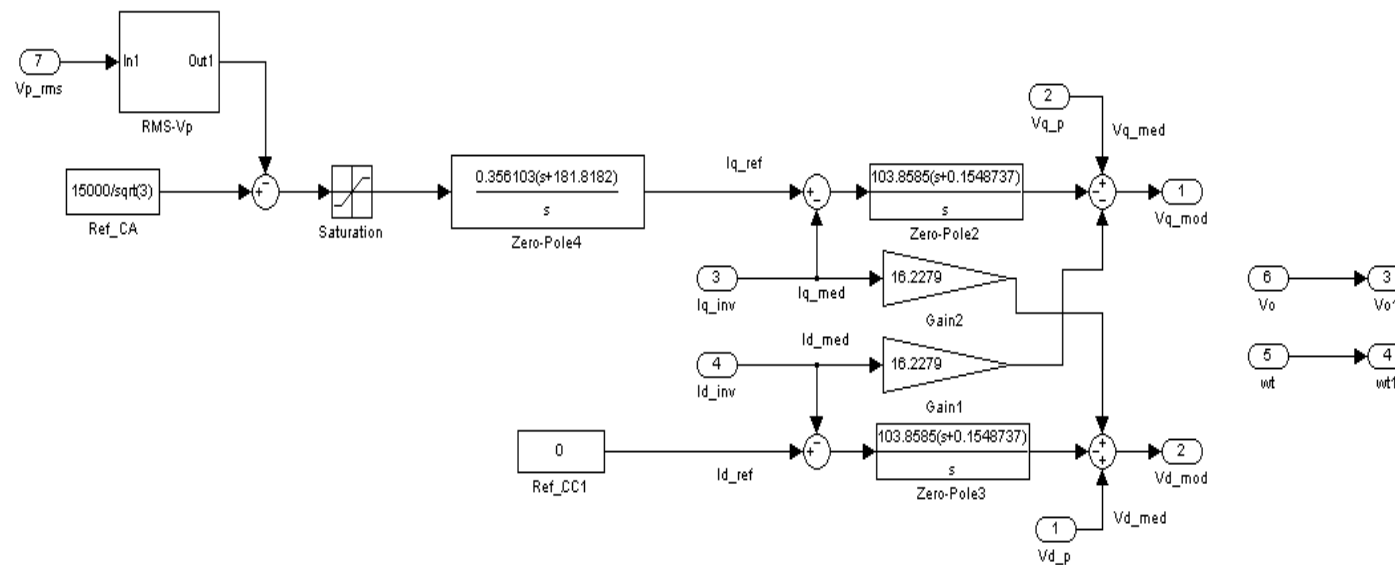 7
Vp_rms
In1
Out1
RMS-Vp
15000/sqrt(3)
Ref_CA
Saturation
0.356103(s+181.8182)
s
Zero-Pole4
Iq_ref
103.8585(s+0.1548737)
s
Zero-Pole2
2
Vq_p
Vq_med
1
Vq_mod
3
Iq_inv
Iq_med
16.2279
Gain2
4
Id_inv
Id_med
16.2279
Gain1
0
Ref_CC1
Id_ref
103.8585(s+0.1548737)
s
Zero-Pole3
1
Vd_p
Vd_med
2
Vd_mod
6
Vo
3
Vo1
5
wt
4
wt1